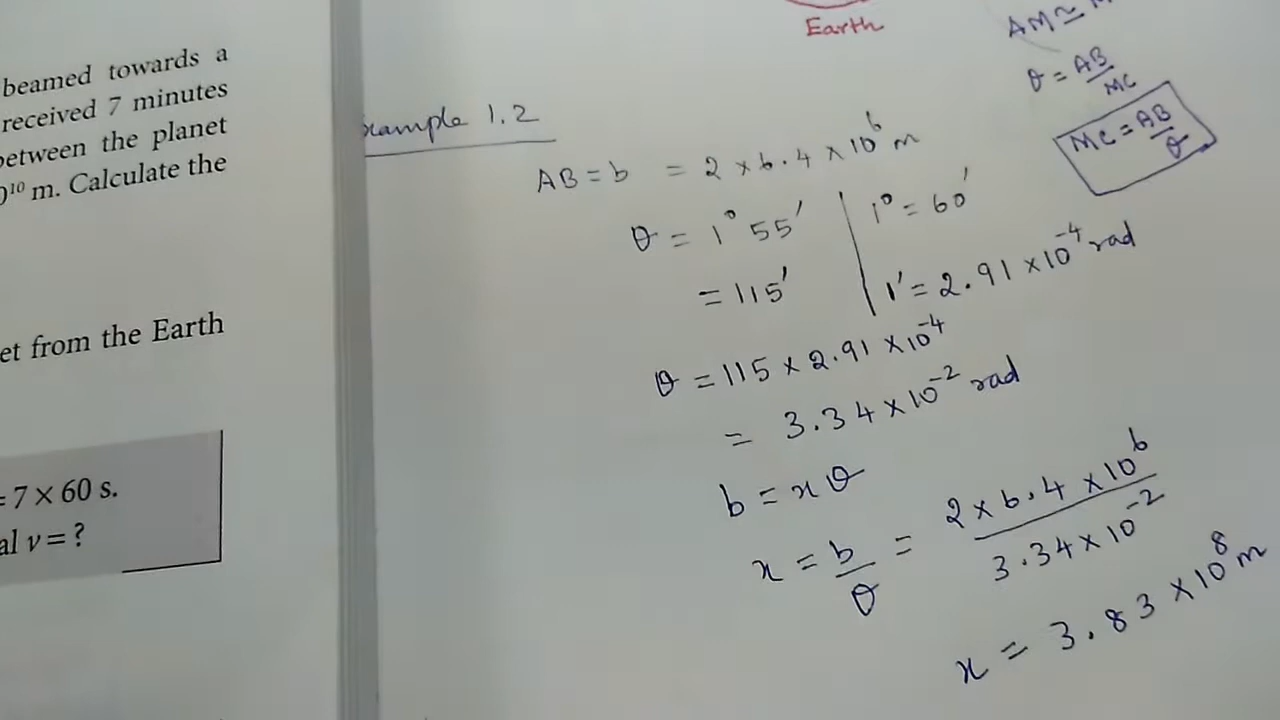 beamed towards a
received 7 minutes
between the planet
10¹⁰ m. Calculate the
et from the Earth
= 7 × 60 s.
al v = ?
Earth
AM ≃
θ = AB/MC
MC = AB/θ
xample 1.2
AB = b = 2 × 6.4 × 10⁶ m
θ = 1° 55′
1° = 60′
= 115′
1′ = 2.91 × 10⁻⁴ rad
θ = 115 × 2.91 × 10⁻⁴
= 3.34 × 10⁻² rad
b = x θ
x = b/θ = 2 × 6.4 × 10⁶ / 3.34 × 10⁻²
x = 3.83 × 10⁸ m